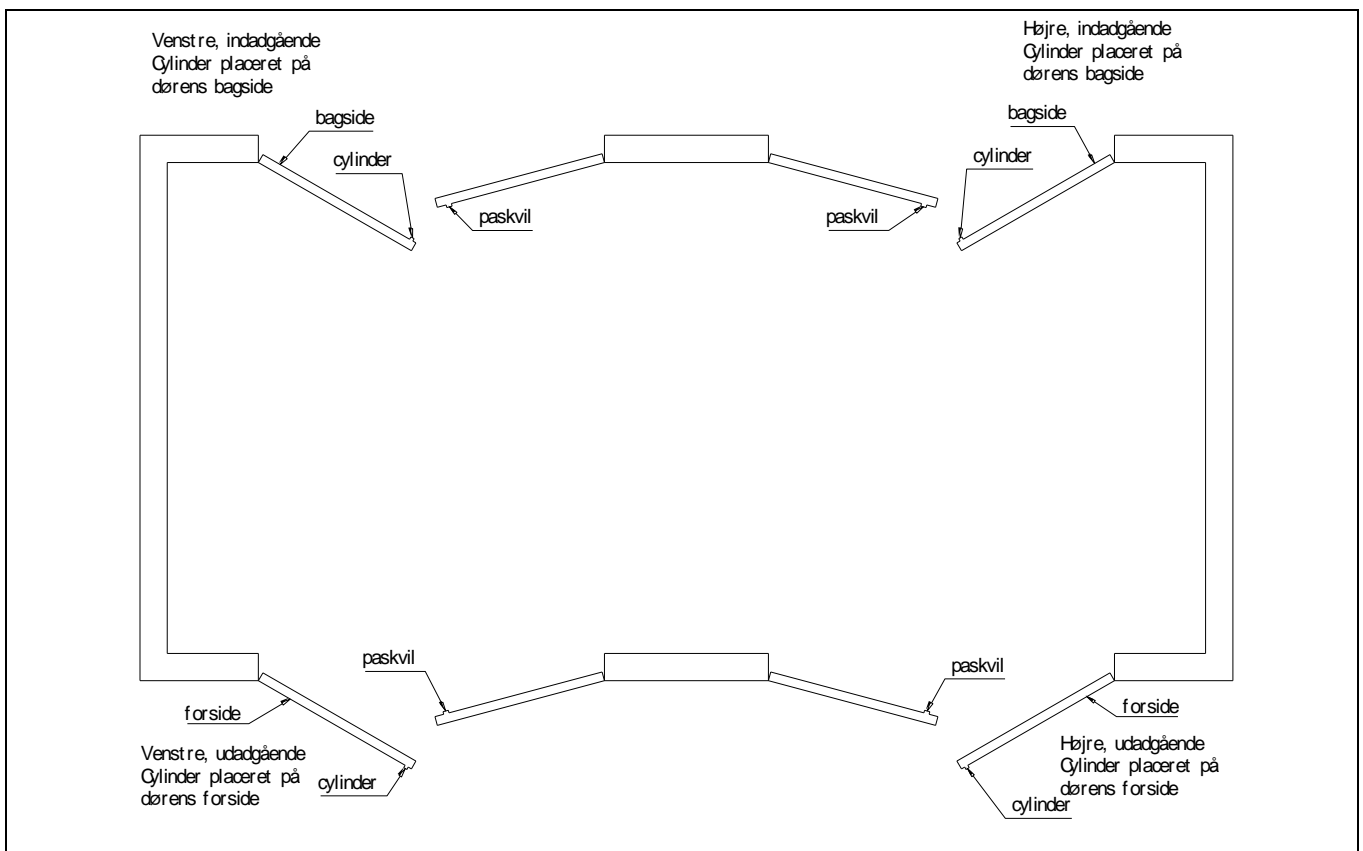 Venstre, indadgående
Cylinder placeret på
dørens bagside
Højre, indadgående
Cylinder placeret på
dørens bagside
bagside
cylinder
paskvil
paskvil
bagside
cylinder
paskvil
paskvil
forside
Venstre, udadgående
Cylinder placeret på
dørens forside
cylinder
forside
Højre, udadgående
Cylinder placeret på
dørens forside
cylinder